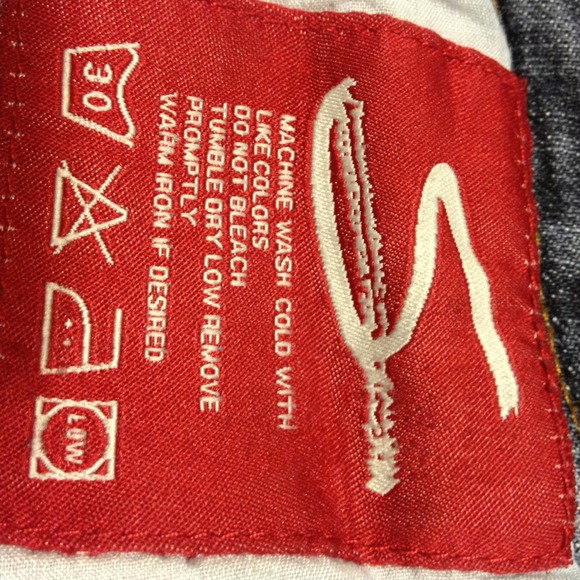 MACHINE WASH COLD WITH
LIKE COLORS
DO NOT BLEACH
TUMBLE DRY LOW REMOVE
PROMPTLY
WARM IRON IF DESIRED
30
LOW